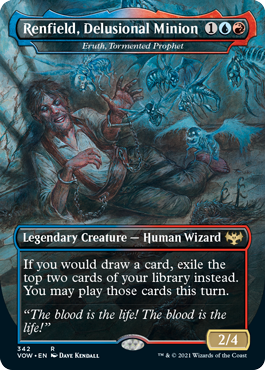 Renfield, Delusional Minion 1
Eruth, Tormented Prophet
Legendary Creature — Human Wizard
If you would draw a card, exile the
top two cards of your library instead.
You may play those cards this turn.
“The blood is the life! The blood is the
life!”
2/4
342 R
VOW • EN Dave Kendall
™ & © 2021 Wizards of the Coast